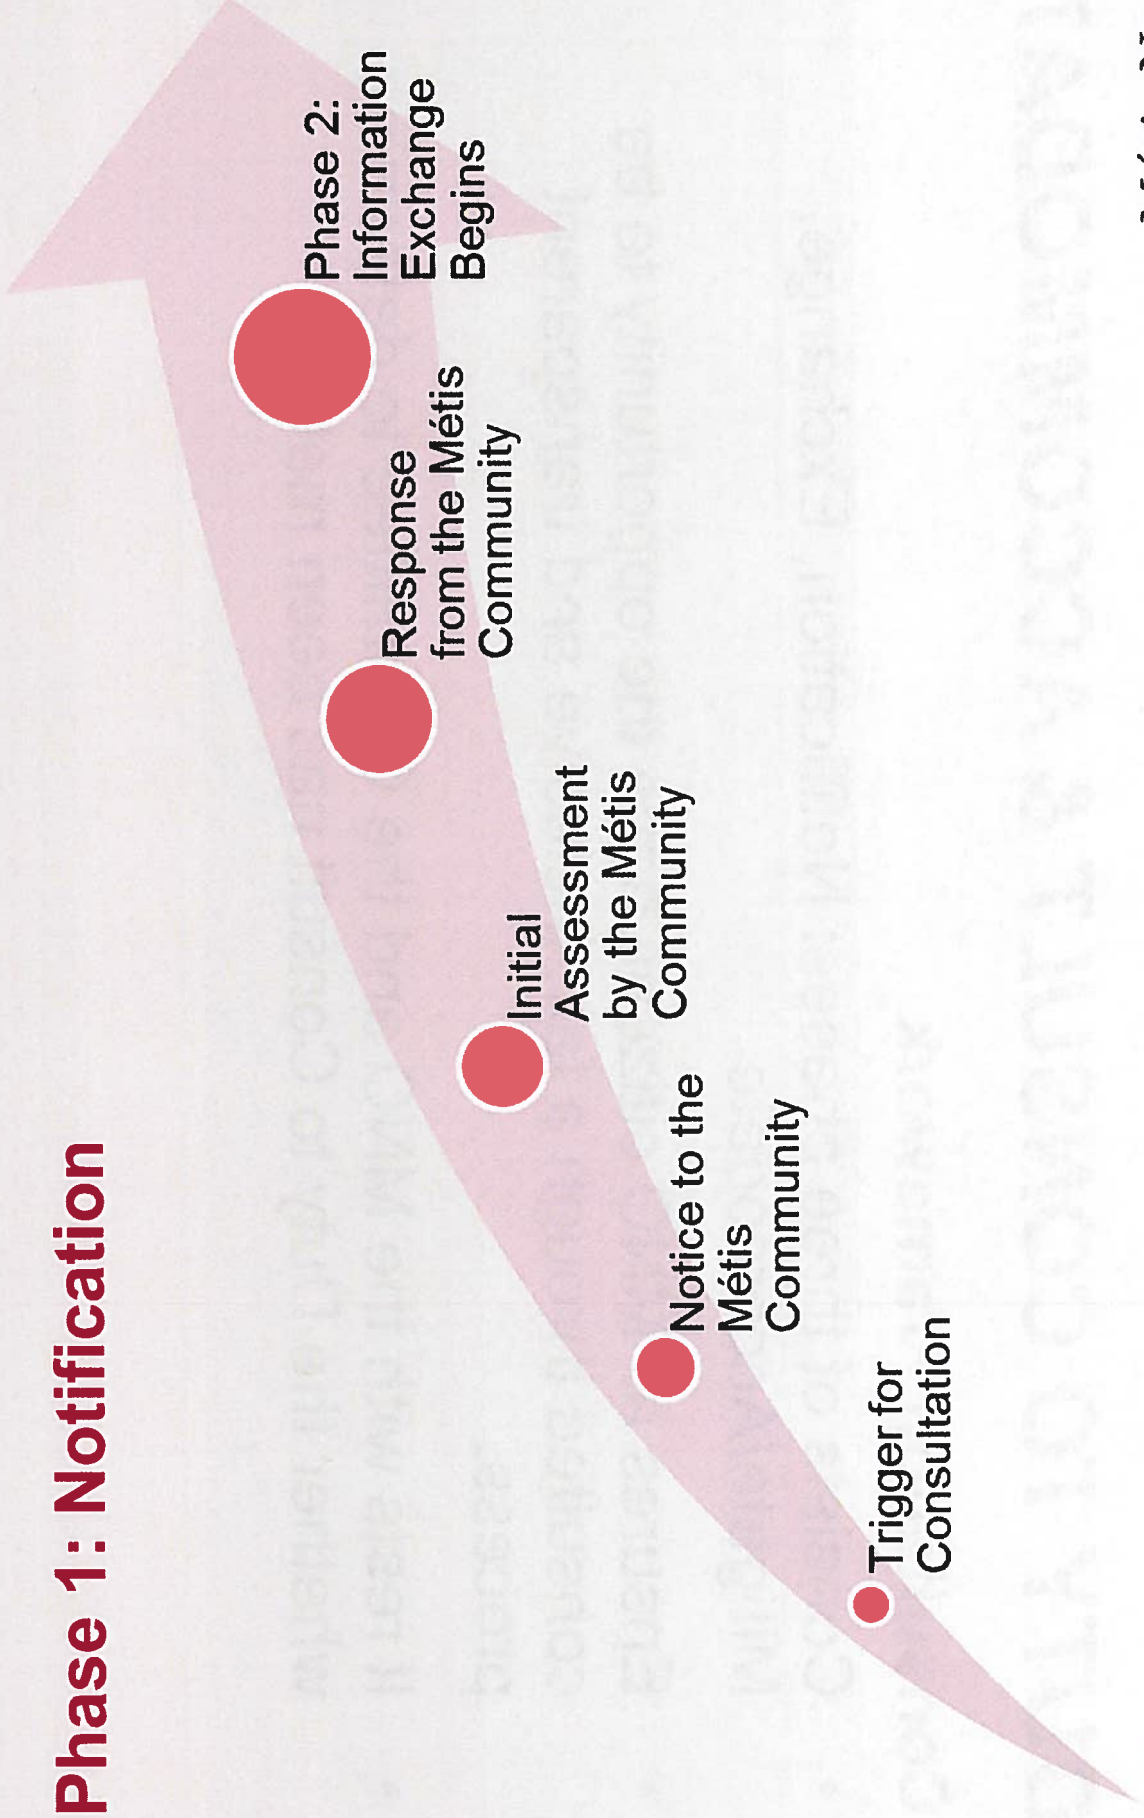 Phase 1: Notification
Trigger for
Consultation
Notice to the
Métis
Community
Initial
Assessment
by the Métis
Community
Response
from the Métis
Community
Phase 2:
Information
Exchange
Begins